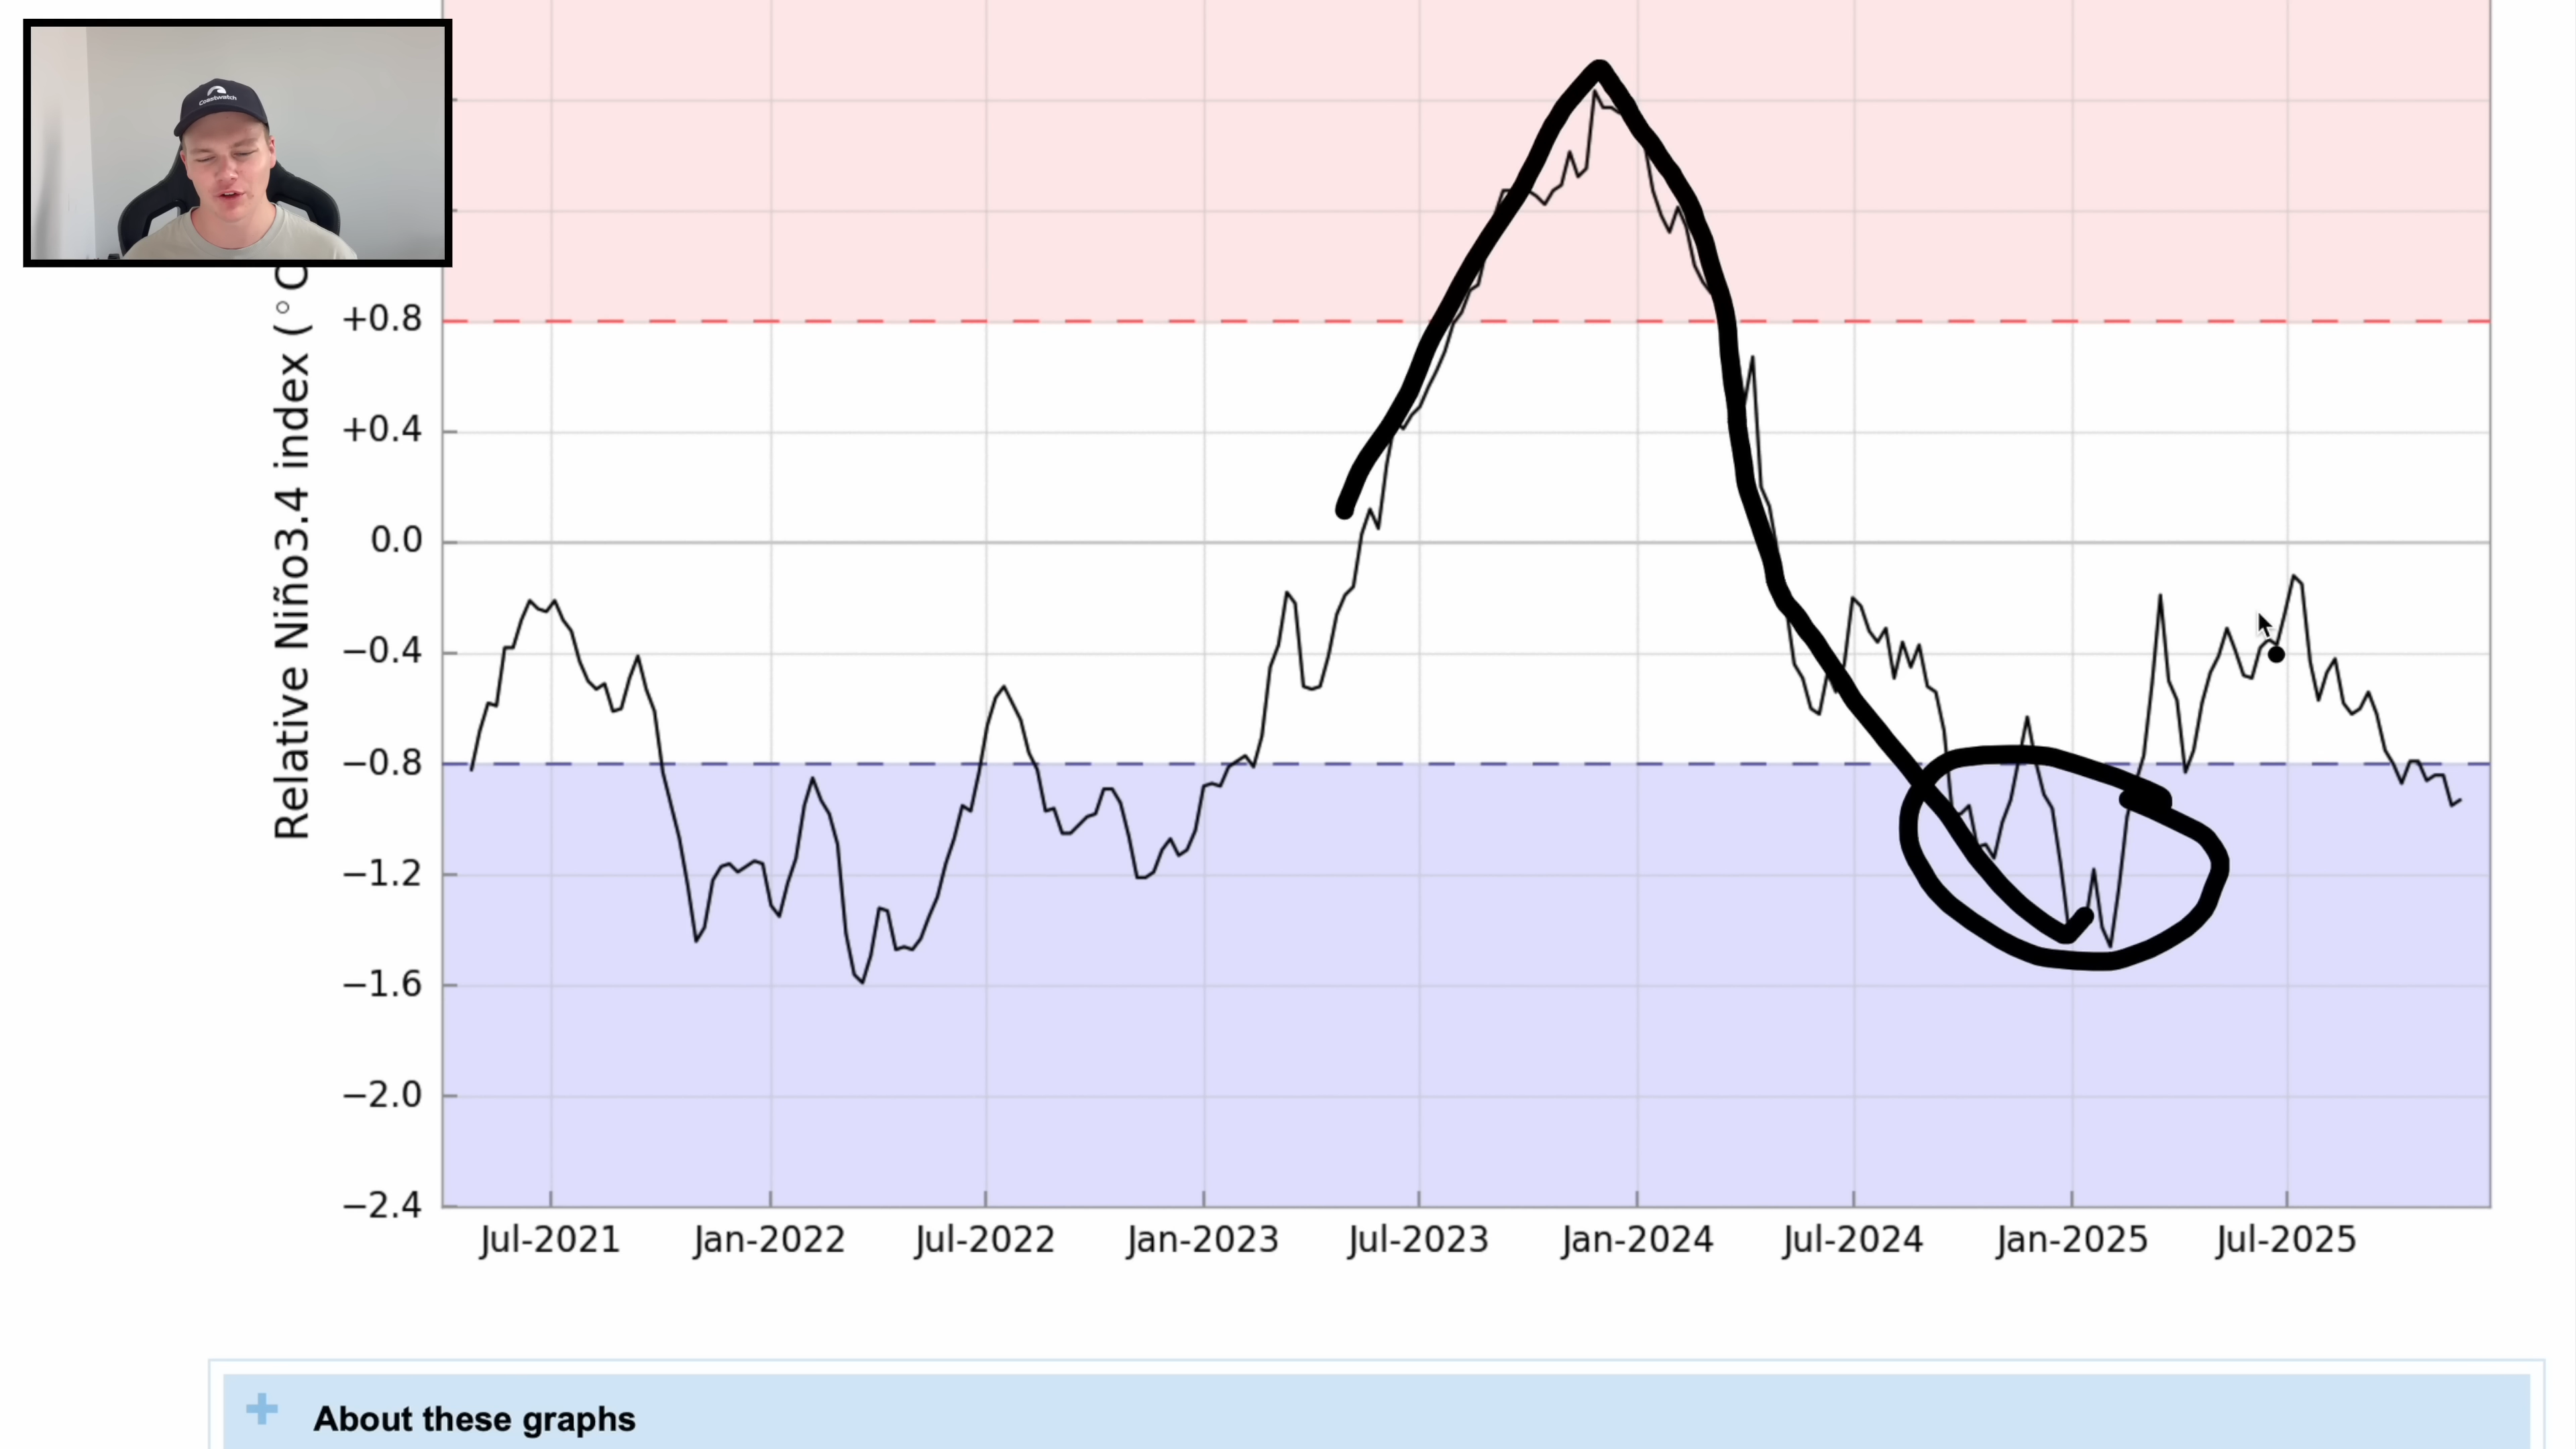 Coastwatch
Relative Niño3.4 index (°C
+0.8
+0.4
0.0
−0.4
−0.8
−1.2
−1.6
−2.0
−2.4
Jul-2021 Jan-2022 Jul-2022 Jan-2023 Jul-2023 Jan-2024 Jul-2024 Jan-2025 Jul-2025
+ About these graphs